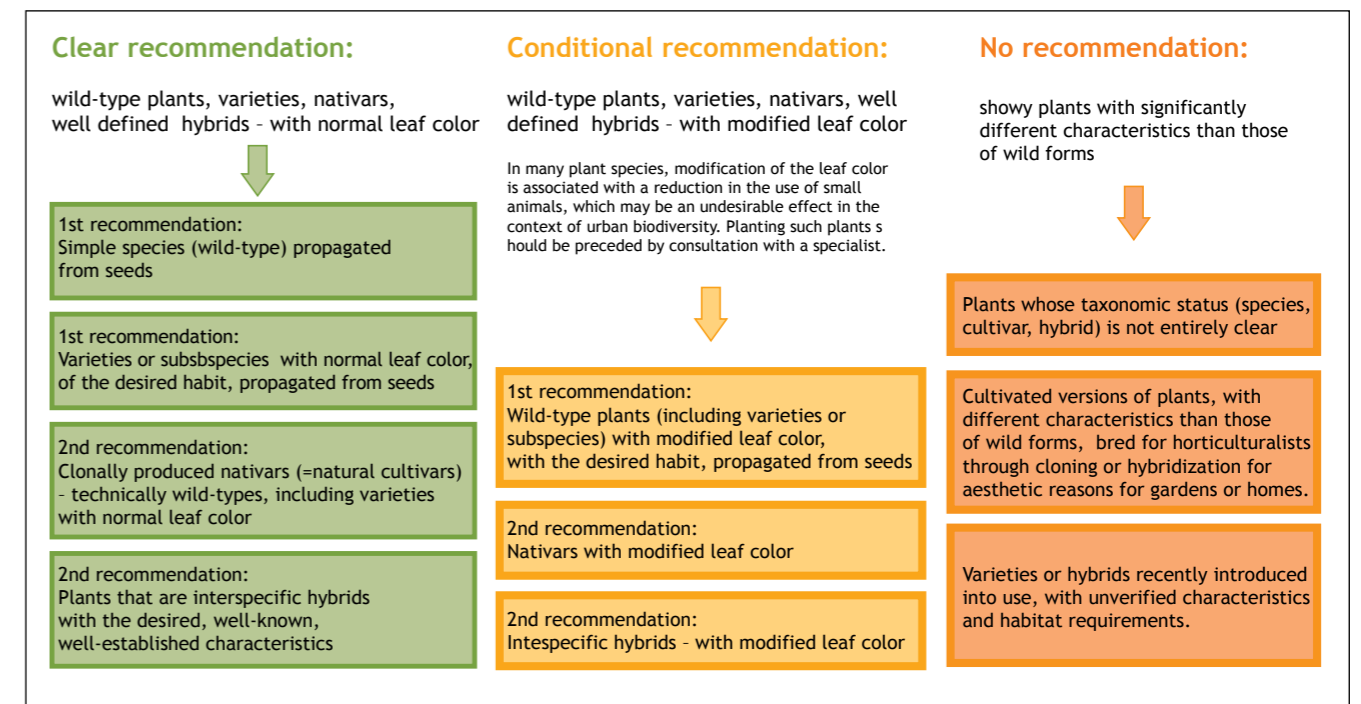 Clear recommendation:
wild-type plants, varieties, nativars,
well defined hybrids - with normal leaf color
1st recommendation:
Simple species (wild-type) propagated
from seeds
1st recommendation:
Varieties or subsbspecies with normal leaf color,
of the desired habit, propagated from seeds
2nd recommendation:
Clonally produced nativars (=natural cultivars)
- technically wild-types, including varieties
with normal leaf color
2nd recommendation:
Plants that are interspecific hybrids
with the desired, well-known,
well-established characteristics
Conditional recommendation:
wild-type plants, varieties, nativars, well
defined hybrids - with modified leaf color
In many plant species, modification of the leaf color
is associated with a reduction in the use of small
animals, which may be an undesirable effect in the
context of urban biodiversity. Planting such plants s
hould be preceded by consultation with a specialist.
1st recommendation:
Wild-type plants (including varieties or
subspecies) with modified leaf color,
with the desired habit, propagated from seeds
2nd recommendation:
Nativars with modified leaf color
2nd recommendation:
Intespecific hybrids - with modified leaf color
No recommendation:
showy plants with significantly
different characteristics than those
of wild forms
Plants whose taxonomic status (species,
cultivar, hybrid) is not entirely clear
Cultivated versions of plants, with
different characteristics than those
of wild forms, bred for horticulturalists
through cloning or hybridization for
aesthetic reasons for gardens or homes.
Varieties or hybrids recently introduced
into use, with unverified characteristics
and habitat requirements.